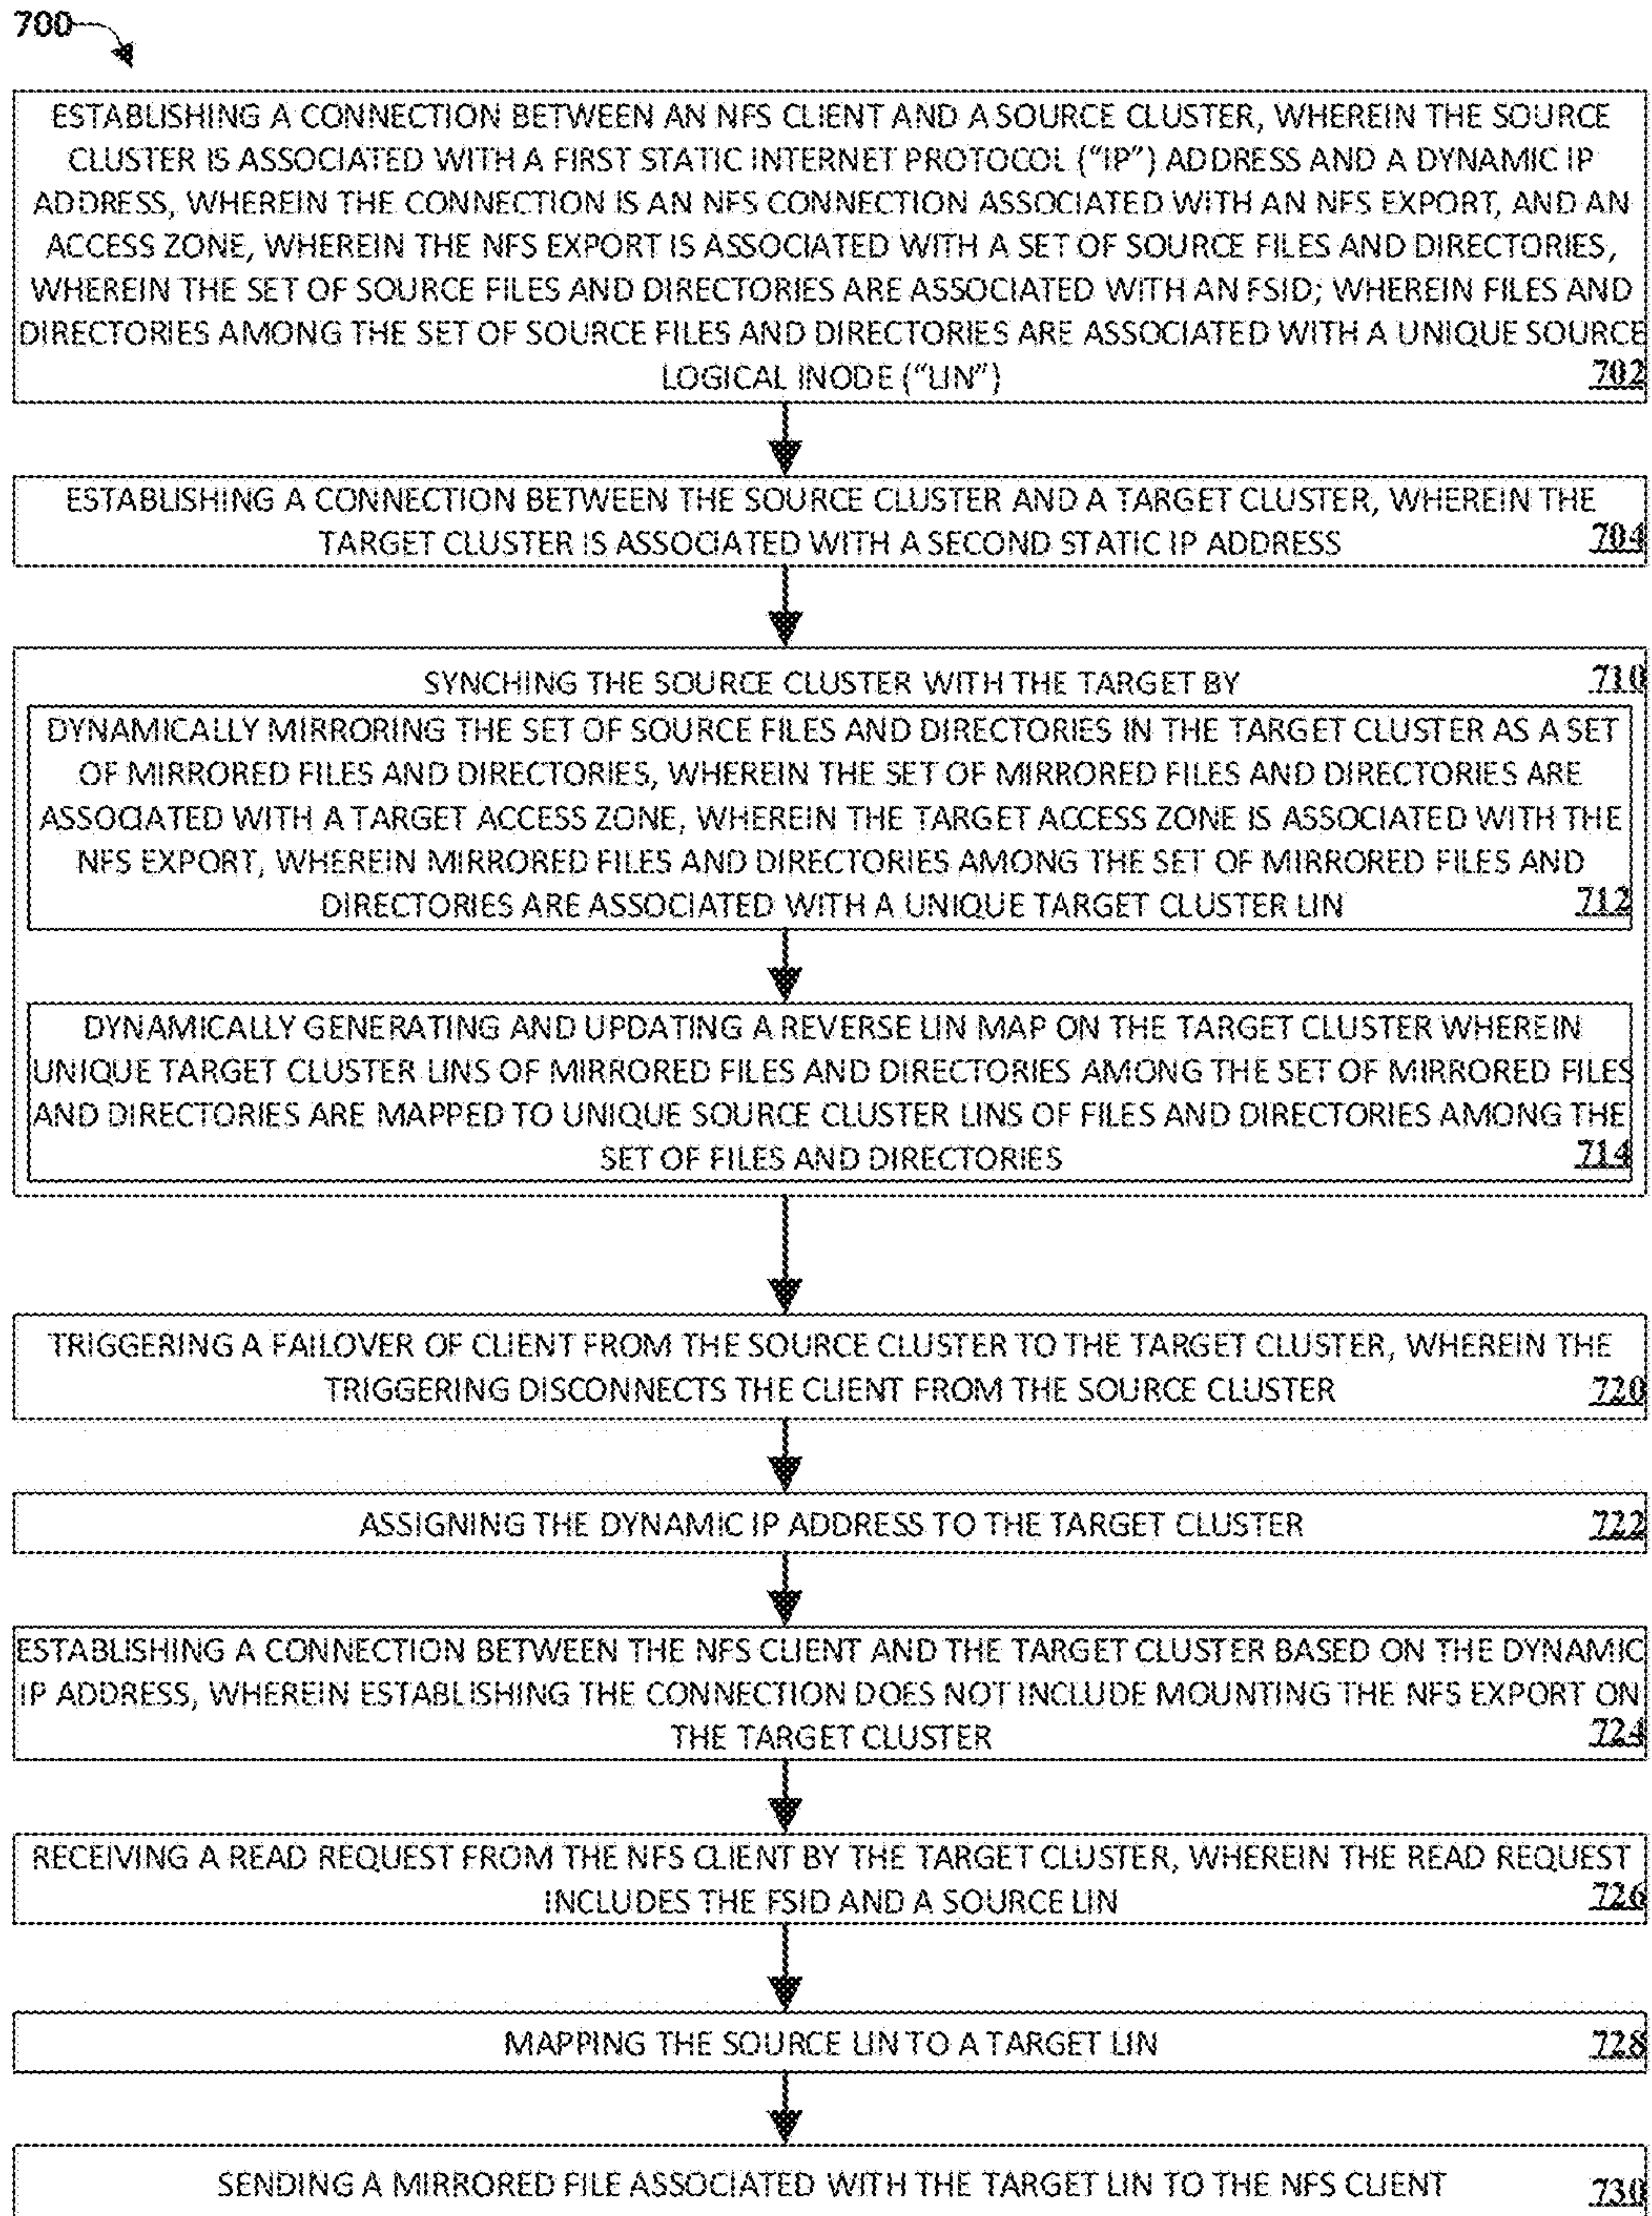 700
ESTABLISHING A CONNECTION BETWEEN AN NFS CLIENT AND A SOURCE CLUSTER, WHEREIN THE SOURCE
CLUSTER IS ASSOCIATED WITH A FIRST STATIC INTERNET PROTOCOL (“IP”) ADDRESS AND A DYNAMIC IP
ADDRESS, WHEREIN THE CONNECTION IS AN NFS CONNECTION ASSOCIATED WITH AN NFS EXPORT, AND AN
ACCESS ZONE, WHEREIN THE NFS EXPORT IS ASSOCIATED WITH A SET OF SOURCE FILES AND DIRECTORIES,
WHEREIN THE SET OF SOURCE FILES AND DIRECTORIES ARE ASSOCIATED WITH AN FSID; WHEREIN FILES AND
DIRECTORIES AMONG THE SET OF SOURCE FILES AND DIRECTORIES ARE ASSOCIATED WITH A UNIQUE SOURCE
LOGICAL INODE (“LIN”) 702
ESTABLISHING A CONNECTION BETWEEN THE SOURCE CLUSTER AND A TARGET CLUSTER, WHEREIN THE
TARGET CLUSTER IS ASSOCIATED WITH A SECOND STATIC IP ADDRESS 704
SYNCHING THE SOURCE CLUSTER WITH THE TARGET BY 710
DYNAMICALLY MIRRORING THE SET OF SOURCE FILES AND DIRECTORIES IN THE TARGET CLUSTER AS A SET
OF MIRRORED FILES AND DIRECTORIES, WHEREIN THE SET OF MIRRORED FILES AND DIRECTORIES ARE
ASSOCIATED WITH A TARGET ACCESS ZONE, WHEREIN THE TARGET ACCESS ZONE IS ASSOCIATED WITH THE
NFS EXPORT, WHEREIN MIRRORED FILES AND DIRECTORIES AMONG THE SET OF MIRRORED FILES AND
DIRECTORIES ARE ASSOCIATED WITH A UNIQUE TARGET CLUSTER LIN 712
DYNAMICALLY GENERATING AND UPDATING A REVERSE LIN MAP ON THE TARGET CLUSTER WHEREIN
UNIQUE TARGET CLUSTER LINS OF MIRRORED FILES AND DIRECTORIES AMONG THE SET OF MIRRORED FILES
AND DIRECTORIES ARE MAPPED TO UNIQUE SOURCE CLUSTER LINS OF FILES AND DIRECTORIES AMONG THE
SET OF FILES AND DIRECTORIES 714
TRIGGERING A FAILOVER OF CLIENT FROM THE SOURCE CLUSTER TO THE TARGET CLUSTER, WHEREIN THE
TRIGGERING DISCONNECTS THE CLIENT FROM THE SOURCE CLUSTER 720
ASSIGNING THE DYNAMIC IP ADDRESS TO THE TARGET CLUSTER 722
ESTABLISHING A CONNECTION BETWEEN THE NFS CLIENT AND THE TARGET CLUSTER BASED ON THE DYNAMIC
IP ADDRESS, WHEREIN ESTABLISHING THE CONNECTION DOES NOT INCLUDE MOUNTING THE NFS EXPORT ON
THE TARGET CLUSTER 724
RECEIVING A READ REQUEST FROM THE NFS CLIENT BY THE TARGET CLUSTER, WHEREIN THE READ REQUEST
INCLUDES THE FSID AND A SOURCE LIN 726
MAPPING THE SOURCE LIN TO A TARGET LIN 728
SENDING A MIRRORED FILE ASSOCIATED WITH THE TARGET LIN TO THE NFS CLIENT 730